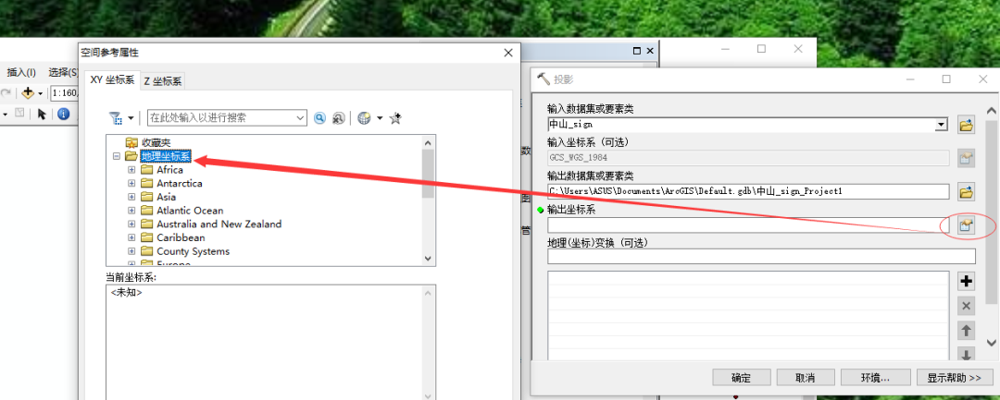 空间参考属性
插入(I) 选择(S
XY 坐标系 Z 坐标系
1:160,
在此处输入以进行搜索
收藏夹
地理坐标系
Africa
Antarctica
Asia
Atlantic Ocean
Australia and New Zealand
Caribbean
County Systems
Europe
当前坐标系:
<未知>
数
图
管
投影
输入数据集或要素类
中山_sign
输入坐标系 (可选)
GCS_WGS_1984
输出数据集或要素类
C:\Users\ASUS\Documents\ArcGIS\Default.gdb\中山_sign_Project1
输出坐标系
地理(坐标)变换 (可选)
确定 取消 环境... 显示帮助 >>